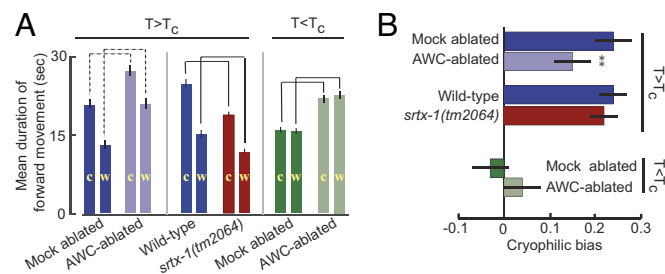 A
T>Tc
T<Tc
Mean duration of
forward movement (sec)
30
15
0
c w c w c w c w c w c w
Mock ablated
AWC-ablated
Wild-type
srtx-1(tm2064)
Mock ablated
AWC-ablated
B
Mock ablated
AWC-ablated
**
Wild-type
srtx-1(tm2064)
T>Tc
Mock ablated
AWC-ablated
T<Tc
-0.1 0 0.1 0.2 0.3
Cryophilic bias